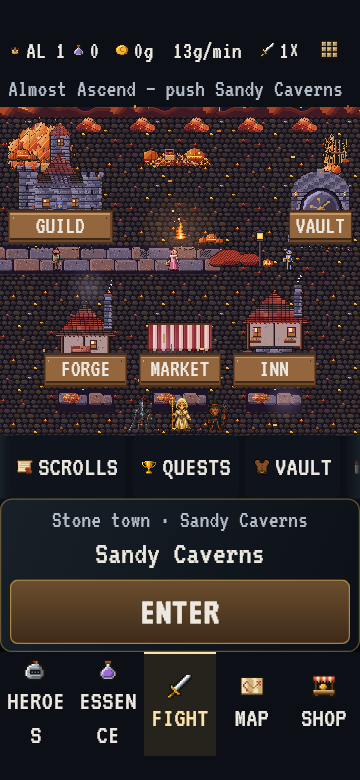 AL 1 0 0g 13g/min 1X
Almost Ascend – push Sandy Caverns
GUILD VAULT
FORGE MARKET INN
SCROLLS QUESTS VAULT
Stone town · Sandy Caverns
Sandy Caverns
ENTER
HEROE
S
ESSEN
CE
FIGHT
MAP
SHOP